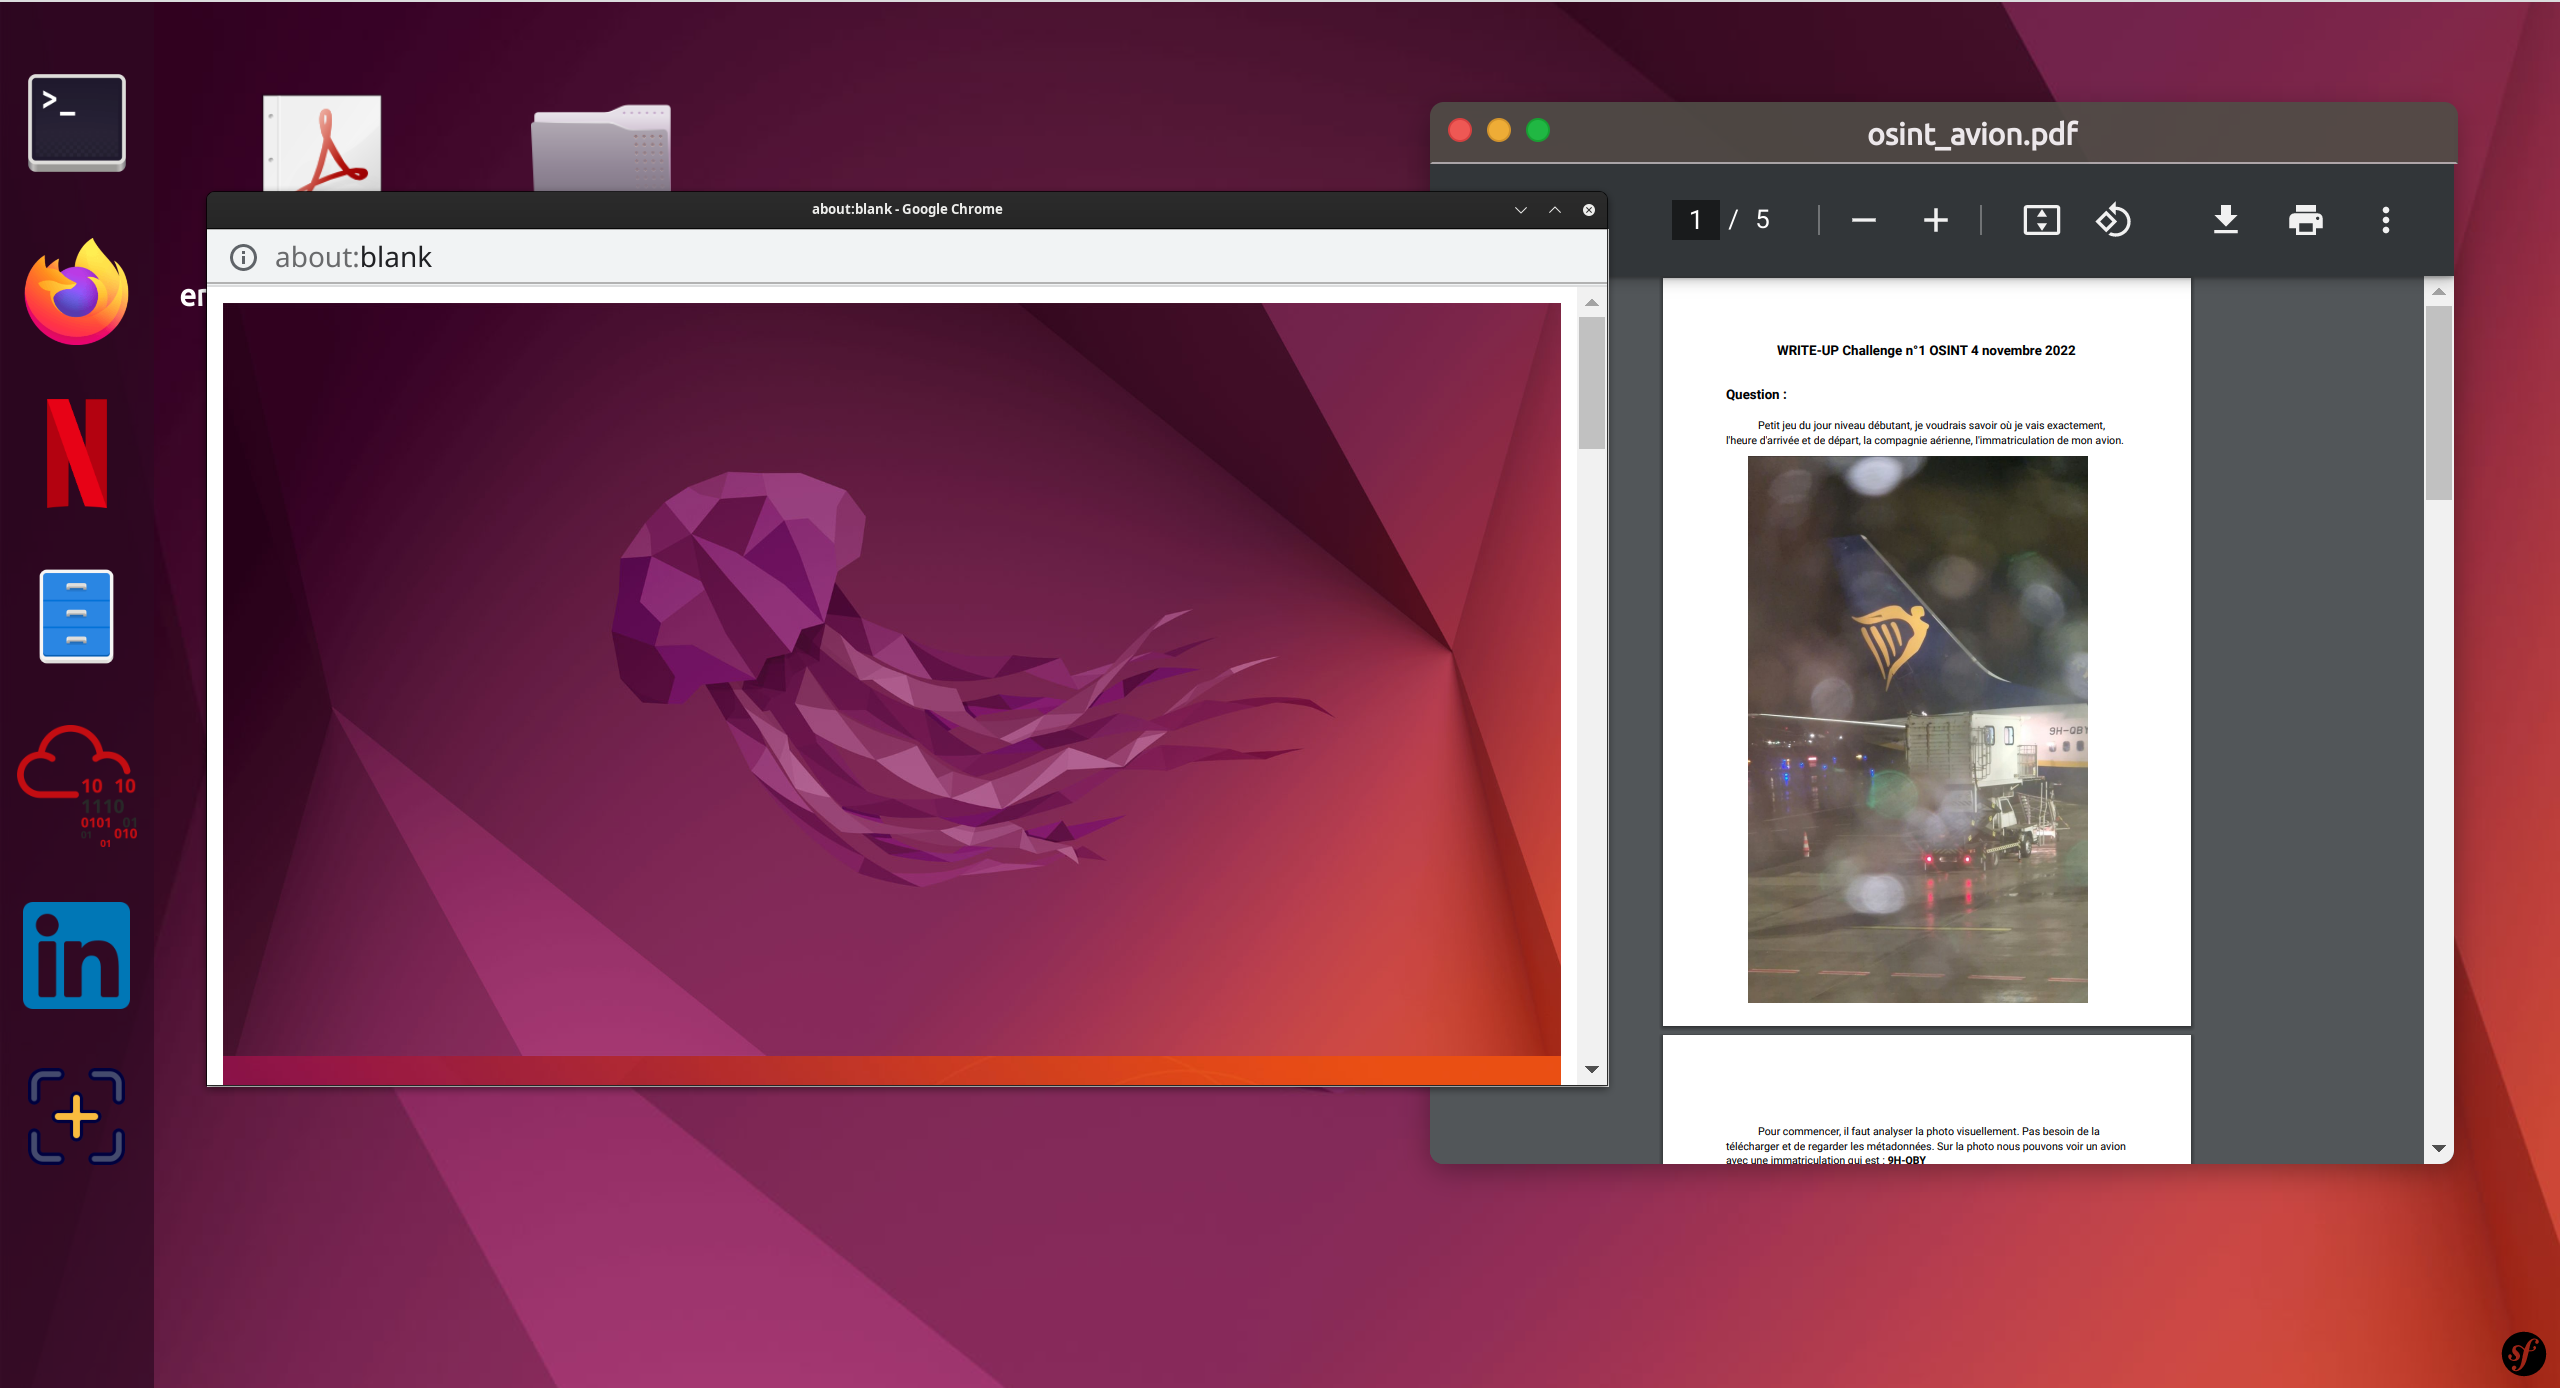 >_
er
about:blank - Google Chrome
about:blank
osint_avion.pdf
1 / 5
WRITE-UP Challenge n°1 OSINT 4 novembre 2022
Question :
Petit jeu du jour niveau débutant, je voudrais savoir où je vais exactement,
l'heure d'arrivée et de départ, la compagnie aérienne, l'immatriculation de mon avion.
9H-QBY
Pour commencer, il faut analyser la photo visuellement. Pas besoin de la
télécharger et de regarder les métadonnées. Sur la photo nous pouvons voir un avion
avec une immatriculation qui est : 9H-QBY
N
10 10
1110
0101 01
01 010
01
in
sf